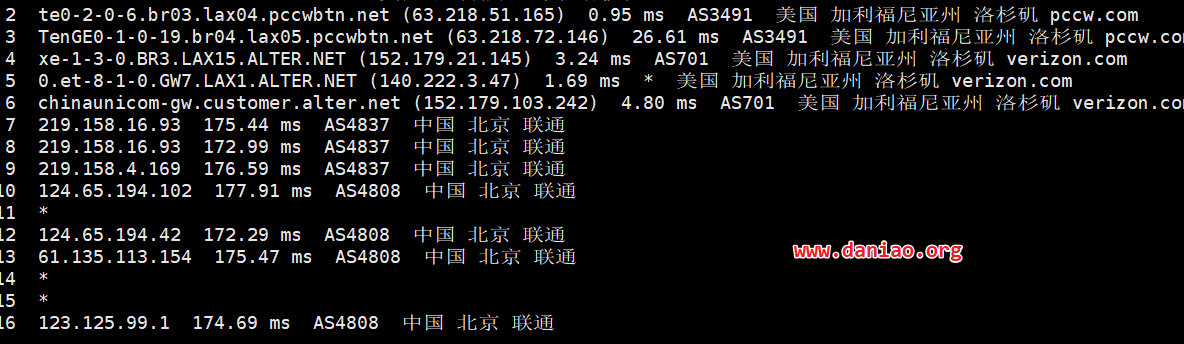 2 te0-2-0-6.br03.lax04.pccwbtn.net (63.218.51.165) 0.95 ms AS3491 美国 加利福尼亚州 洛杉矶 pccw.com
3 TenGE0-1-0-19.br04.lax05.pccwbtn.net (63.218.72.146) 26.61 ms AS3491 美国 加利福尼亚州 洛杉矶 pccw.co
4 xe-1-3-0.BR3.LAX15.ALTER.NET (152.179.21.145) 3.24 ms AS701 美国 加利福尼亚州 洛杉矶 verizon.com
5 0.et-8-1-0.GW7.LAX1.ALTER.NET (140.222.3.47) 1.69 ms * 美国 加利福尼亚州 洛杉矶 verizon.com
6 chinaunicom-gw.customer.alter.net (152.179.103.242) 4.80 ms AS701 美国 加利福尼亚州 洛杉矶 verizon.co
7 219.158.16.93 175.44 ms AS4837 中国 北京 联通
8 219.158.16.93 172.99 ms AS4837 中国 北京 联通
9 219.158.4.169 176.59 ms AS4837 中国 北京 联通
10 124.65.194.102 177.91 ms AS4808 中国 北京 联通
11 *
12 124.65.194.42 172.29 ms AS4808 中国 北京 联通
13 61.135.113.154 175.47 ms AS4808 中国 北京 联通
www.daniao.org
14 *
15 *
16 123.125.99.1 174.69 ms AS4808 中国 北京 联通